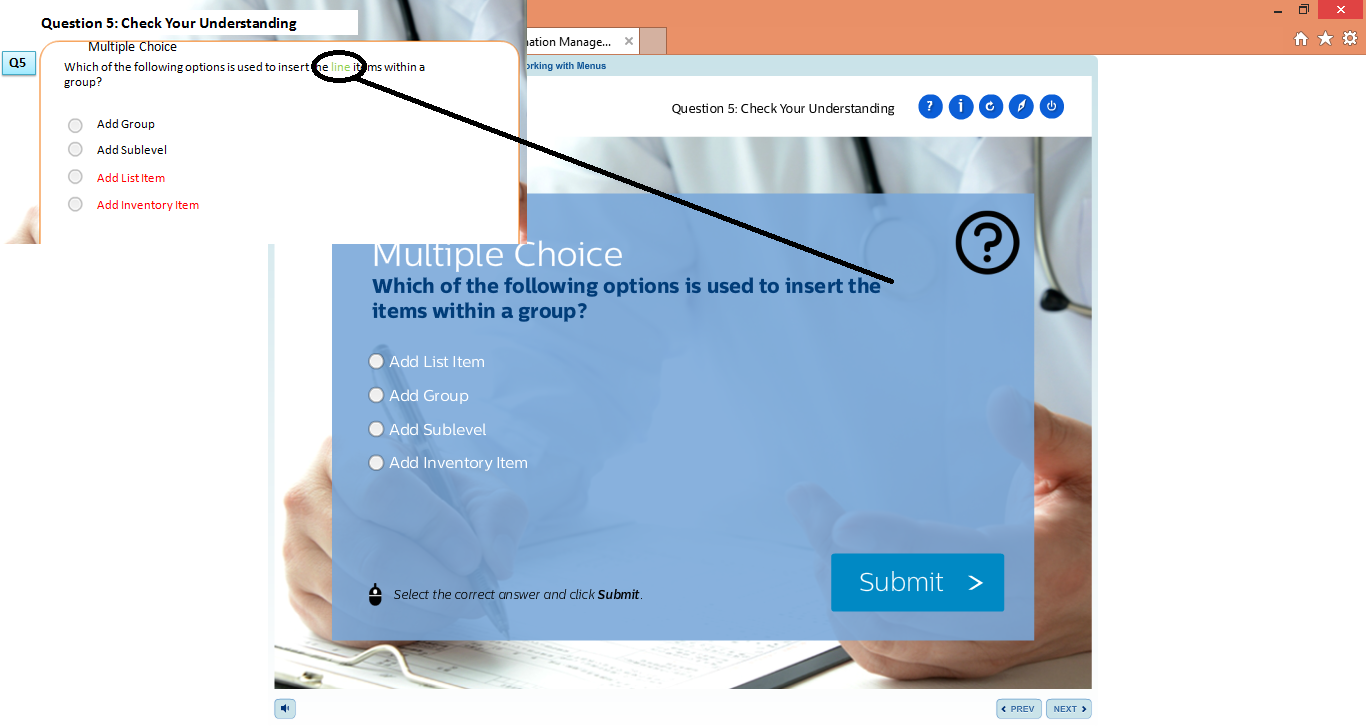 Question 5: Check Your Understanding
Multiple Choice
Q5
Which of the following options is used to insert the line items within a
group?
Add Group
Add Sublevel
Add List Item
Add Inventory Item
nation Manage...
orking with Menus
Question 5: Check Your Understanding
Multiple Choice
Which of the following options is used to insert the
items within a group?
Add List Item
Add Group
Add Sublevel
Add Inventory Item
Select the correct answer and click Submit.
Submit >
PREV
NEXT